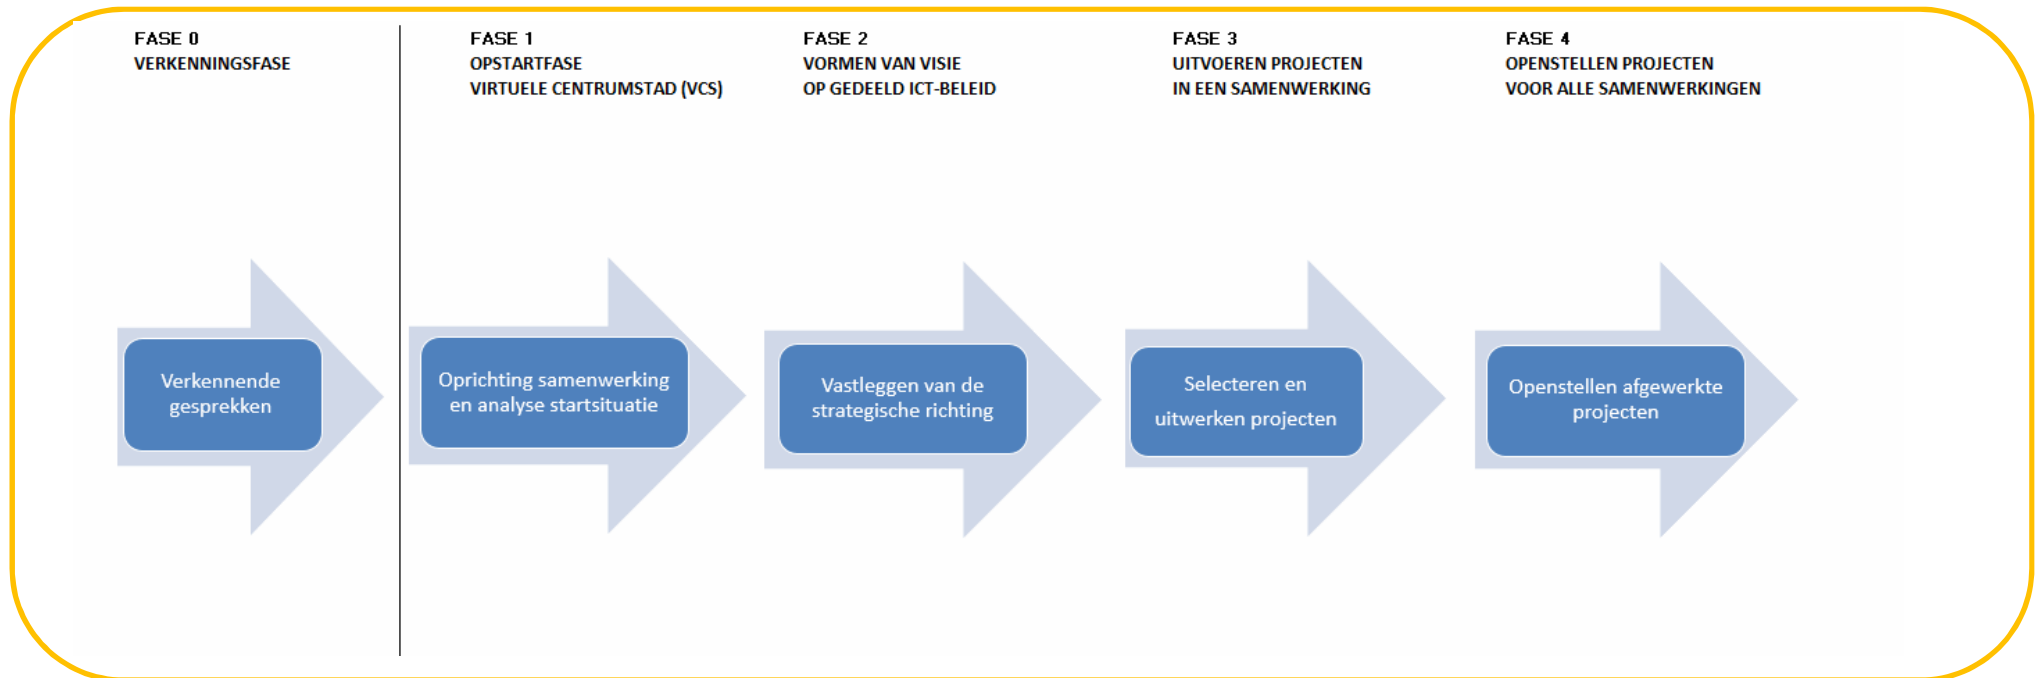 FASE 0
VERKENNINGSFASE
FASE 1
OPSTARTFASE
VIRTUELE CENTRUMSTAD (VCS)
FASE 2
VORMEN VAN VISIE
OP GEDEELD ICT-BELEID
FASE 3
UITVOEREN PROJECTEN
IN EEN SAMENWERKING
FASE 4
OPENSTELLEN PROJECTEN
VOOR ALLE SAMENWERKINGEN
Verkennende
gesprekken
Oprichting samenwerking
en analyse startsituatie
Vastleggen van de
strategische richting
Selecteren en
uitwerken projecten
Openstellen afgewerkte
projecten